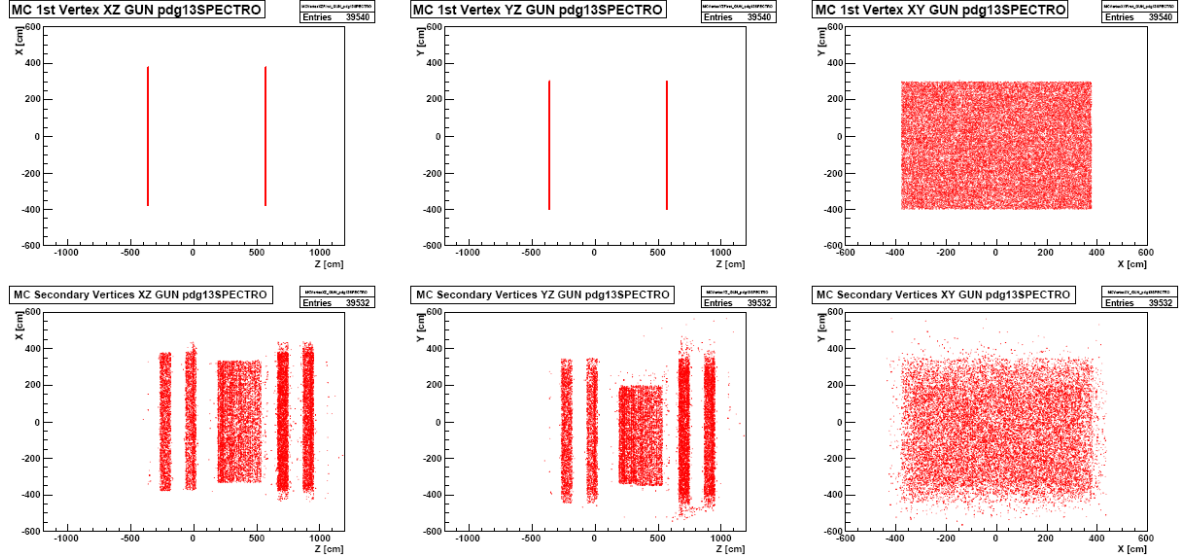 MC 1st Vertex XZ GUN pdg13SPECTRO
Entries 39540
X [cm]
600
400
200
0
-200
-400
-600
-1000 -500 0 500 1000
Z [cm]
MC 1st Vertex YZ GUN pdg13SPECTRO
Entries 39540
Y [cm]
600
400
200
0
-200
-400
-600
-1000 -500 0 500 1000
Z [cm]
MC 1st Vertex XY GUN pdg13SPECTRO
Entries 39540
Y [cm]
600
400
200
0
-200
-400
-600
-600 -400 -200 0 200 400 600
X [cm]
MC Secondary Vertices XZ GUN pdg13SPECTRO
Entries 39532
X [cm]
600
400
200
0
-200
-400
-600
-1000 -500 0 500 1000
Z [cm]
MC Secondary Vertices YZ GUN pdg13SPECTRO
Entries 39532
Y [cm]
600
400
200
0
-200
-400
-600
-1000 -500 0 500 1000
Z [cm]
MC Secondary Vertices XY GUN pdg13SPECTRO
Entries 39532
Y [cm]
600
400
200
0
-200
-400
-600
-600 -400 -200 0 200 400 600
X [cm]